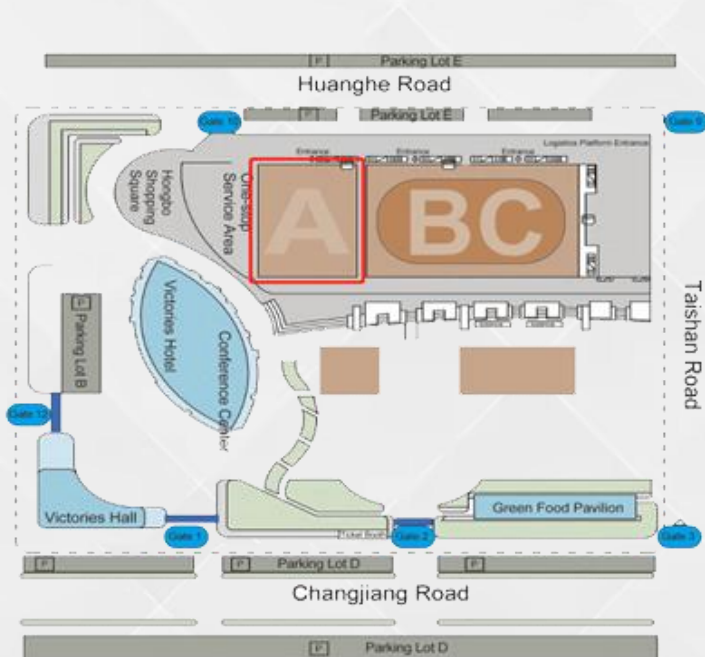 P
Parking Lot E
Huanghe Road
Gate 10
P
Parking Lot E
Gate 9
Logistics Platform Entrance
Entrance
Entrance
Entrance
Hongbo
Shopping
Square
One-stop
Service Area
A
BC
Victories Hotel
Conference Center
P
Parking Lot B
Taishan Road
Gate 12
Victories Hall
Gate 1
Ticket Booth
Gate 2
Green Food Pavilion
Gate 3
P
P
Parking Lot D
P
Changjiang Road
P
Parking Lot D